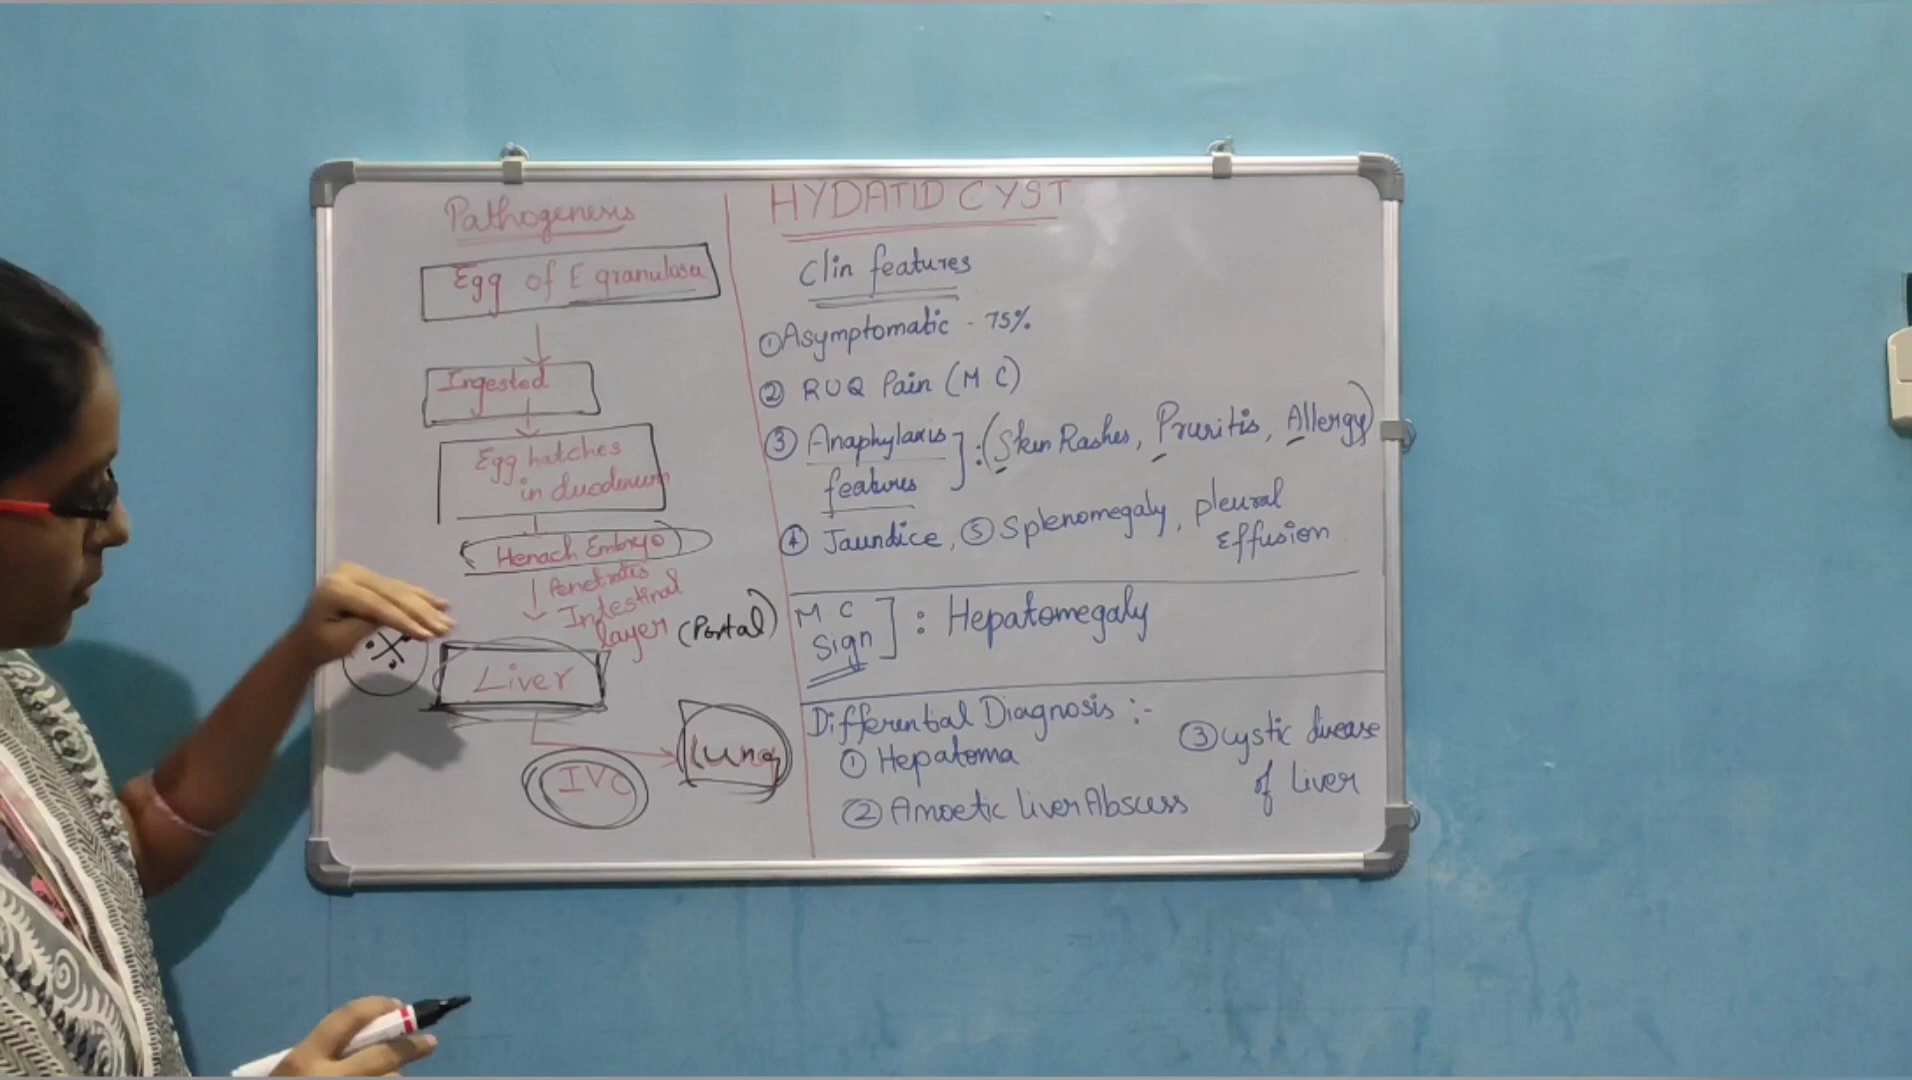 Pathogenesis
Egg of E granulosa
Ingested
Egg hatches
in duodenum
Henach Embryo
Penetrates
Intestinal
layer (Portal)
Liver
IVC
Lung
HYDATID CYST
Clin features
① Asymptomatic - 75%
② RUQ Pain (M.C)
③ Anaphylaxis features ] : (Skin Rashes, Pruritis, Allergy)
④ Jaundice, ⑤ Splenomegaly, pleural
Effusion
M C
Sign ] : Hepatomegaly
Differential Diagnosis :-
① Hepatoma
② Amoetic liver Abscess
③ Cystic disease
of Liver